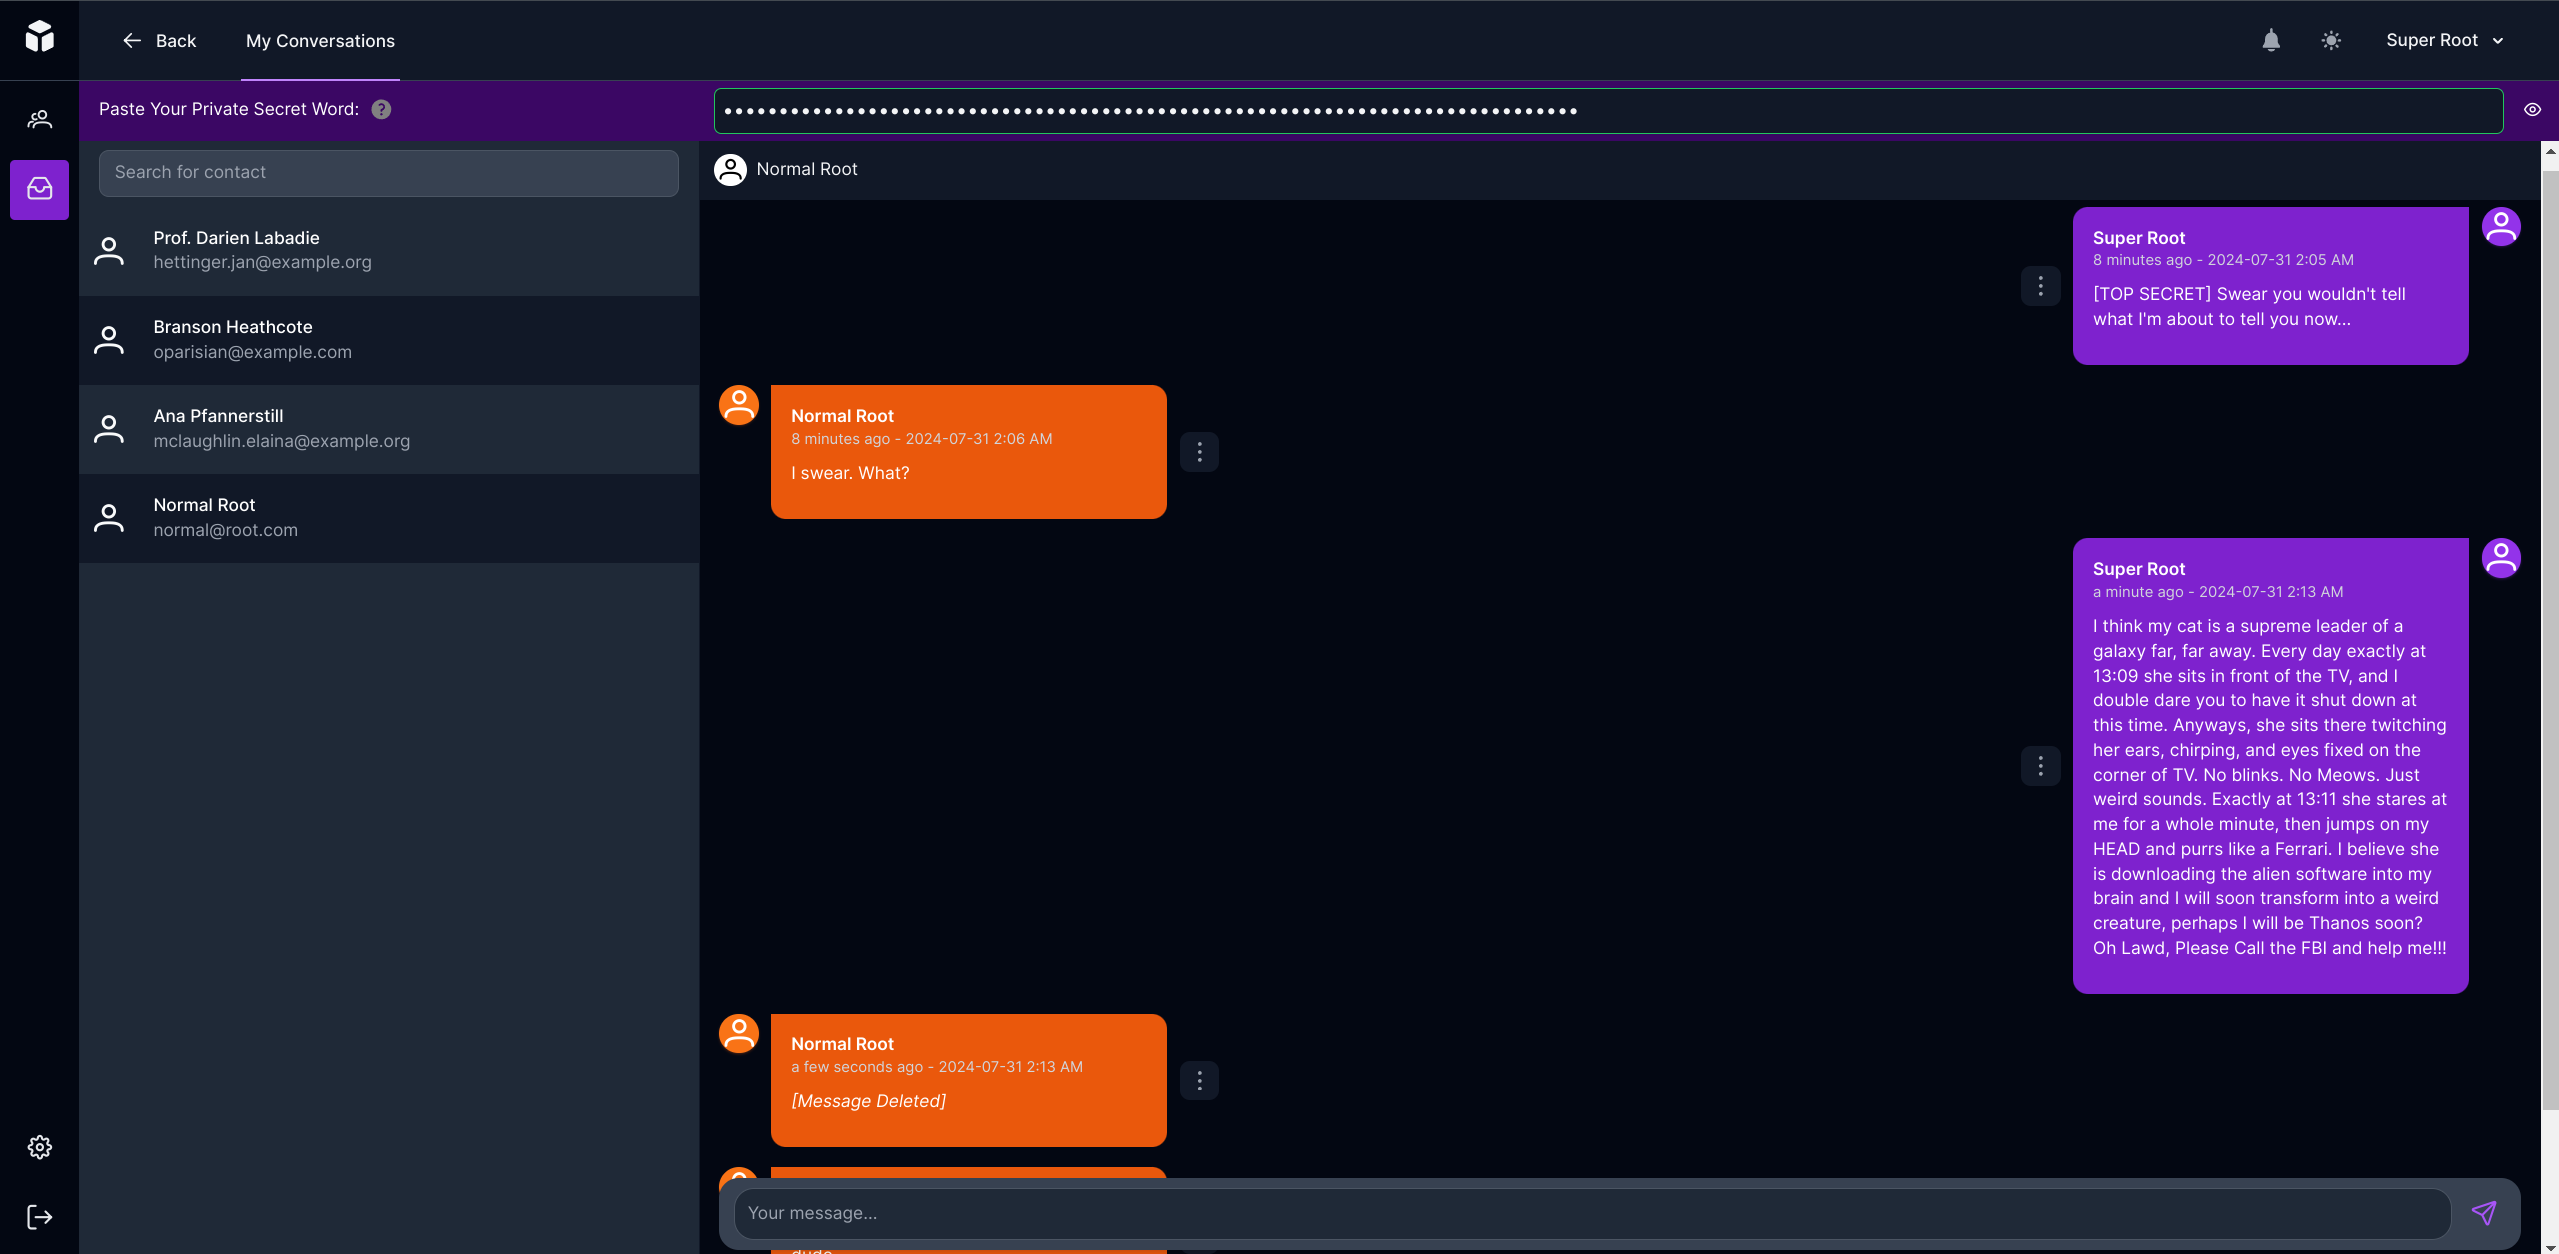 Back
My Conversations
Super Root
Paste Your Private Secret Word: ?
Search for contact
Prof. Darien Labadie
hettinger.jan@example.org
Branson Heathcote
oparisian@example.com
Ana Pfannerstill
mclaughlin.elaina@example.org
Normal Root
normal@root.com
Normal Root
Super Root
8 minutes ago - 2024-07-31 2:05 AM
[TOP SECRET] Swear you wouldn't tell
what I'm about to tell you now...
Normal Root
8 minutes ago - 2024-07-31 2:06 AM
I swear. What?
Super Root
a minute ago - 2024-07-31 2:13 AM
I think my cat is a supreme leader of a
galaxy far, far away. Every day exactly at
13:09 she sits in front of the TV, and I
double dare you to have it shut down at
this time. Anyways, she sits there twitching
her ears, chirping, and eyes fixed on the
corner of TV. No blinks. No Meows. Just
weird sounds. Exactly at 13:11 she stares at
me for a whole minute, then jumps on my
HEAD and purrs like a Ferrari. I believe she
is downloading the alien software into my
brain and I will soon transform into a weird
creature, perhaps I will be Thanos soon?
Oh Lawd, Please Call the FBI and help me!!!
Normal Root
a few seconds ago - 2024-07-31 2:13 AM
[Message Deleted]
Your message...